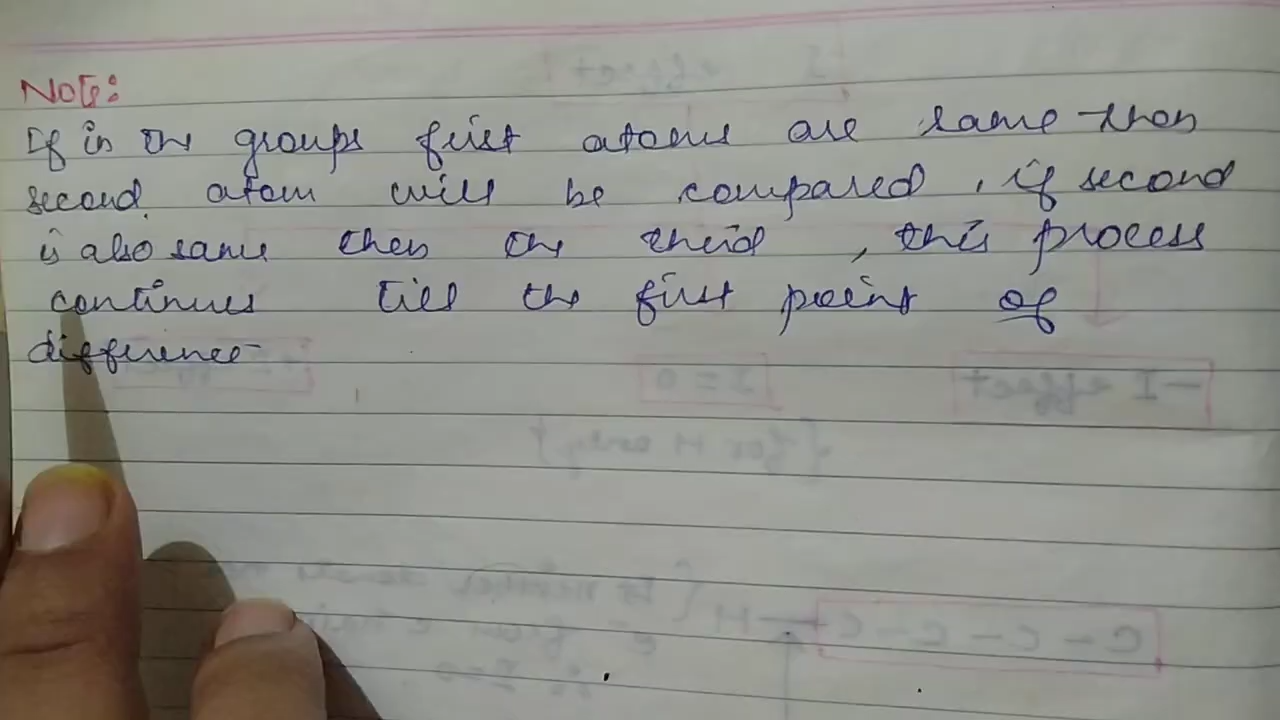 Note:
If in the groups first atoms are same then
second atom will be compared, if second
is also same then the third, this process
continues till the first point of
difference